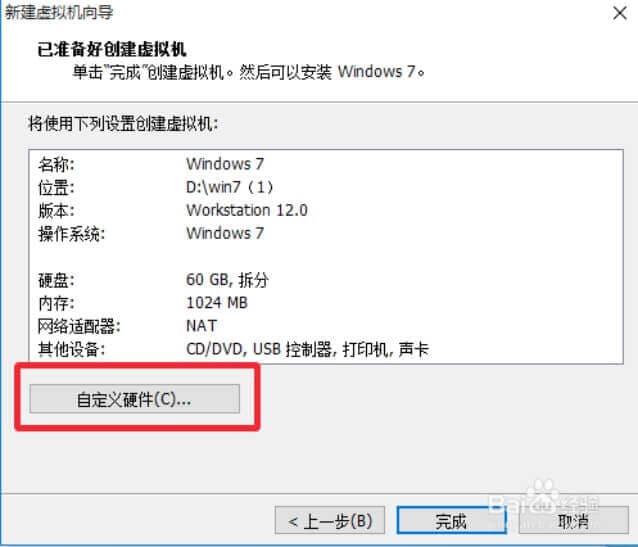 新建虚拟机向导
已准备好创建虚拟机
单击“完成”创建虚拟机。然后可以安装 Windows 7。
将使用下列设置创建虚拟机:
名称: Windows 7
位置: D:\win7（1）
版本: Workstation 12.0
操作系统: Windows 7
硬盘: 60 GB, 拆分
内存: 1024 MB
网络适配器: NAT
其他设备: CD/DVD, USB 控制器, 打印机, 声卡
自定义硬件(C)...
< 上一步(B) 完成 取消
Baidu经验